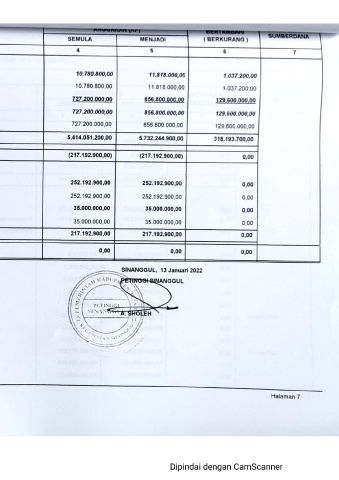 ANGGARAN (Rp.) BERTAMBAH
SEMULA MENJADI ( BERKURANG ) SUMBERDANA
4 5 6 7
10.780.800,00 11.818.000,00 1.037.200,00
10.780.800,00 11.818.000,00 1.037.200,00
727.200.000,00 856.800.000,00 129.600.000,00
727.200.000,00 856.800.000,00 129.600.000,00
727.200.000,00 856.800.000,00 129.600.000,00
5.414.051.200,00 5.732.244.900,00 318.193.700,00
(217.192.900,00) (217.192.900,00) 0,00
252.192.900,00 252.192.900,00 0,00
252.192.900,00 252.192.900,00 0,00
35.000.000,00 35.000.000,00 0,00
35.000.000,00 35.000.000,00 0,00
217.192.900,00 217.192.900,00 0,00
0,00 0,00 0,00
SINANGGUL, 13 Januari 2022
PETINGGI SINANGGUL
PEMERINTAH KABUPATEN
PETINGGI
SINANGGUL
A. SHOLEH
Halaman 7
Dipindai dengan CamScanner